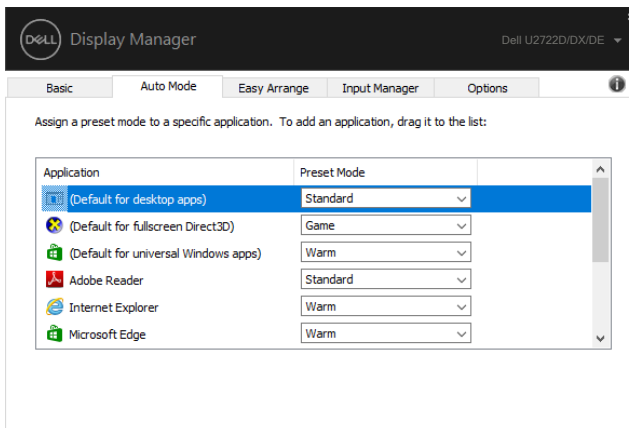 DELL Display Manager
Dell U2722D/DX/DE
Basic Auto Mode Easy Arrange Input Manager Options
Assign a preset mode to a specific application. To add an application, drag it to the list:
Application Preset Mode
(Default for desktop apps) Standard
(Default for fullscreen Direct3D) Game
(Default for universal Windows apps) Warm
Adobe Reader Standard
Internet Explorer Warm
Microsoft Edge Warm